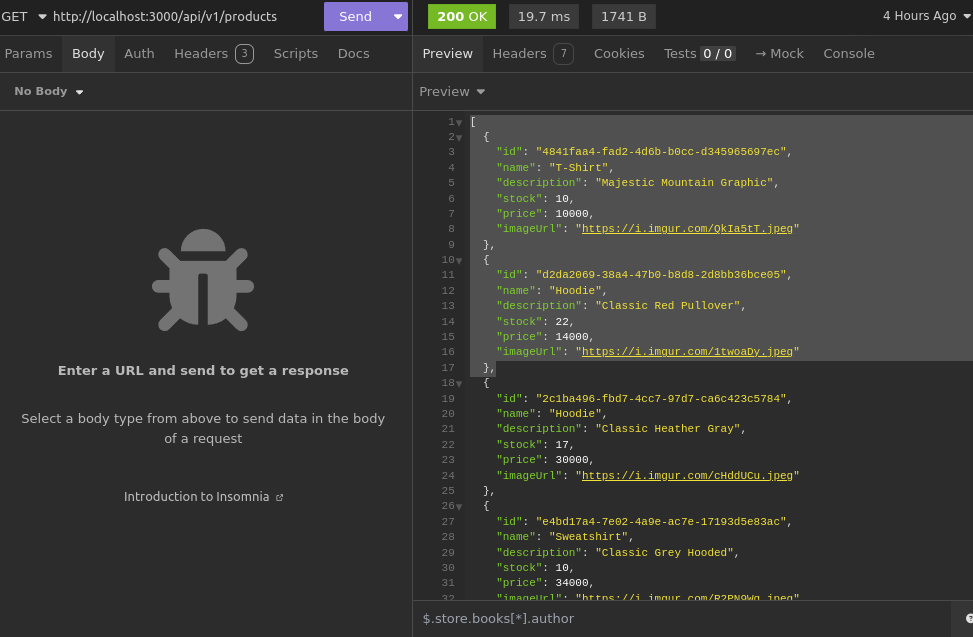 GET http://localhost:3000/api/v1/products Send 200 OK 19.7 ms 1741 B 4 Hours Ago
Params Body Auth Headers 3 Scripts Docs Preview Headers 7 Cookies Tests 0 / 0 → Mock Console
No Body Preview
1 [
2 {
3 "id": "4841faa4-fad2-4d6b-b0cc-d345965697ec",
4 "name": "T-Shirt",
5 "description": "Majestic Mountain Graphic",
6 "stock": 10,
7 "price": 10000,
8 "imageUrl": "https://i.imgur.com/QkIa5tT.jpeg"
9 },
10 {
11 "id": "d2da2069-38a4-47b0-b8d8-2d8bb36bce05",
12 "name": "Hoodie",
13 "description": "Classic Red Pullover",
14 "stock": 22,
15 "price": 14000,
16 "imageUrl": "https://i.imgur.com/1twoaDy.jpeg"
17 },
18 {
19 "id": "2c1ba496-fbd7-4cc7-97d7-ca6c423c5784",
20 "name": "Hoodie",
21 "description": "Classic Heather Gray",
22 "stock": 17,
23 "price": 30000,
24 "imageUrl": "https://i.imgur.com/cHddUCu.jpeg"
25 },
26 {
27 "id": "e4bd17a4-7e02-4a9e-ac7e-17193d5e83ac",
28 "name": "Sweatshirt",
29 "description": "Classic Grey Hooded",
30 "stock": 10,
31 "price": 34000,
32 "imageUrl": "https://i.imgur.com/R2PN9Wq.jpeg"
Enter a URL and send to get a response
Select a body type from above to send data in the body
of a request
Introduction to Insomnia
$.store.books[*].author